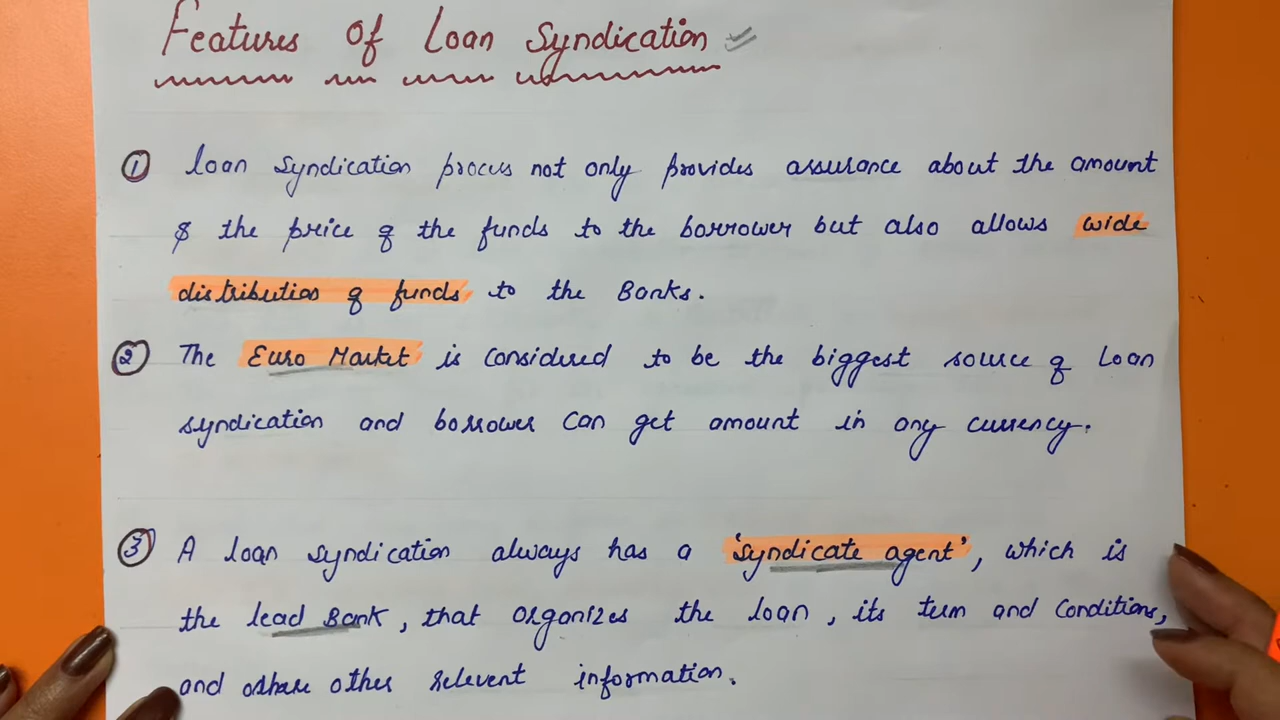 Features Of Loan Syndication
① Loan Syndication process not only provides assurance about the amount
& the price of the funds to the borrower but also allows wide
distribution of funds to the Banks.
② The Euro Market is considered to be the biggest source of Loan
syndication and borrower can get amount in any currency.
③ A loan syndication always has a 'syndicate agent', which is
the lead Bank, that organizes the loan, its term and conditions,
and share other relevent information.